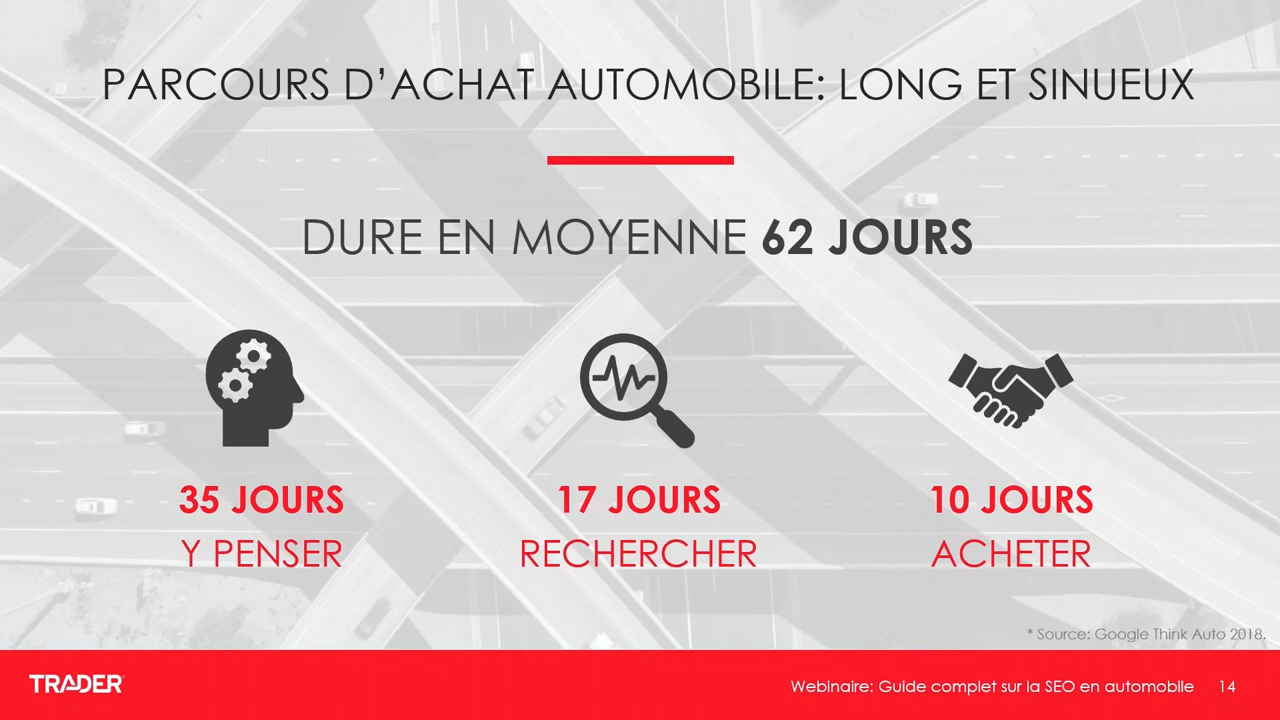 PARCOURS D’ACHAT AUTOMOBILE: LONG ET SINUEUX
DURE EN MOYENNE 62 JOURS
35 JOURS
Y PENSER
17 JOURS
RECHERCHER
10 JOURS
ACHETER
* Source: Google Think Auto 2018.
TRADER
Webinaire: Guide complet sur la SEO en automobile 14